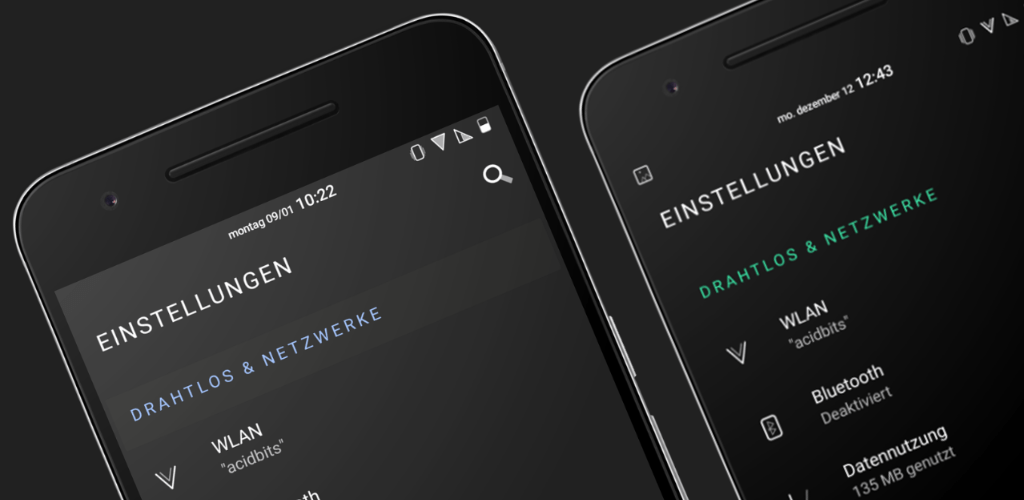 montag 09/01 10:22
EINSTELLUNGEN
DRAHTLOS & NETZWERKE
WLAN
"acidbits"
mo. dezember 12 12:43
EINSTELLUNGEN
DRAHTLOS & NETZWERKE
WLAN
"acidbits"
Bluetooth
Deaktiviert
Datennutzung
135 MB genutzt